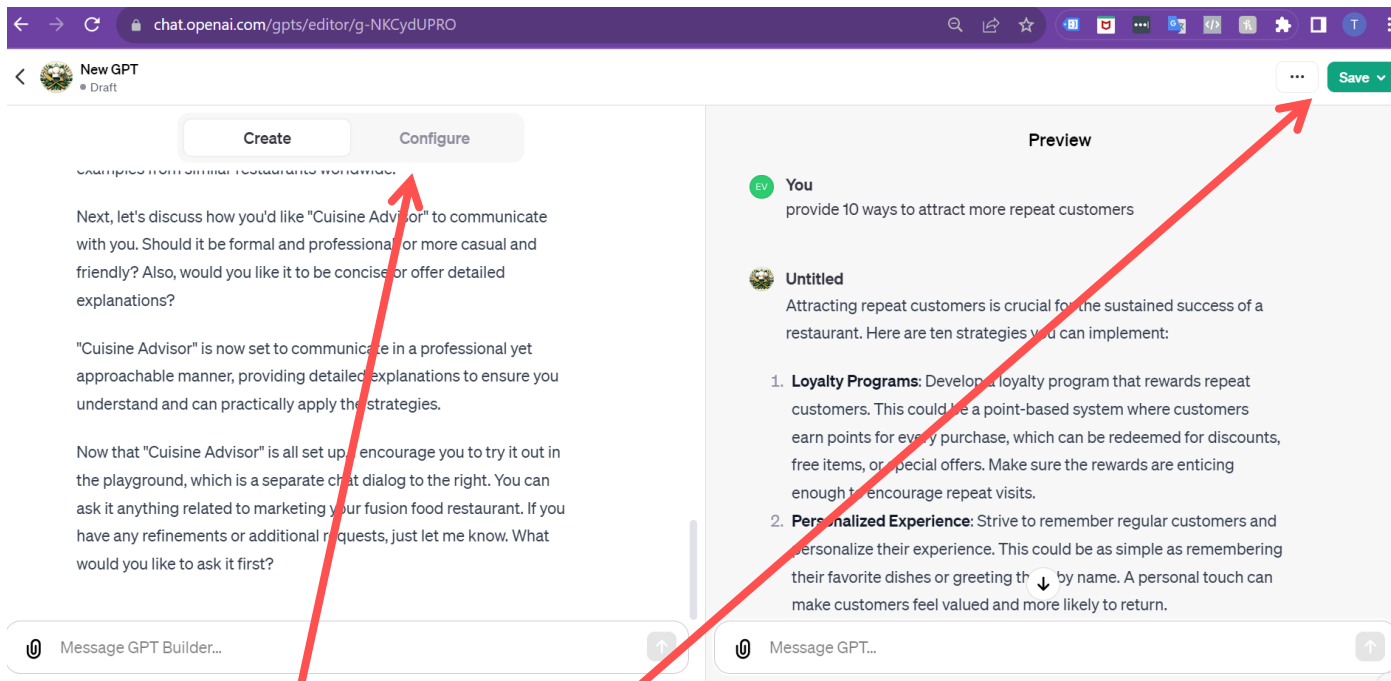 chat.openai.com/gpts/editor/g-NKCydUPRO
T
New GPT
Draft
Save
Create
Configure
examples from similar restaurants worldwide.
Next, let's discuss how you'd like "Cuisine Advisor" to communicate
with you. Should it be formal and professional or more casual and
friendly? Also, would you like it to be concise or offer detailed
explanations?
"Cuisine Advisor" is now set to communicate in a professional yet
approachable manner, providing detailed explanations to ensure you
understand and can practically apply the strategies.
Now that "Cuisine Advisor" is all set up, I encourage you to try it out in
the playground, which is a separate chat dialog to the right. You can
ask it anything related to marketing your fusion food restaurant. If you
have any refinements or additional requests, just let me know. What
would you like to ask it first?
Message GPT Builder...
Preview
EV
You
provide 10 ways to attract more repeat customers
Untitled
Attracting repeat customers is crucial for the sustained success of a
restaurant. Here are ten strategies you can implement:
1. Loyalty Programs: Develop a loyalty program that rewards repeat
customers. This could be a point-based system where customers
earn points for every purchase, which can be redeemed for discounts,
free items, or special offers. Make sure the rewards are enticing
enough to encourage repeat visits.
2. Personalized Experience: Strive to remember regular customers and
personalize their experience. This could be as simple as remembering
their favorite dishes or greeting by name. A personal touch can
make customers feel valued and more likely to return.
Message GPT...